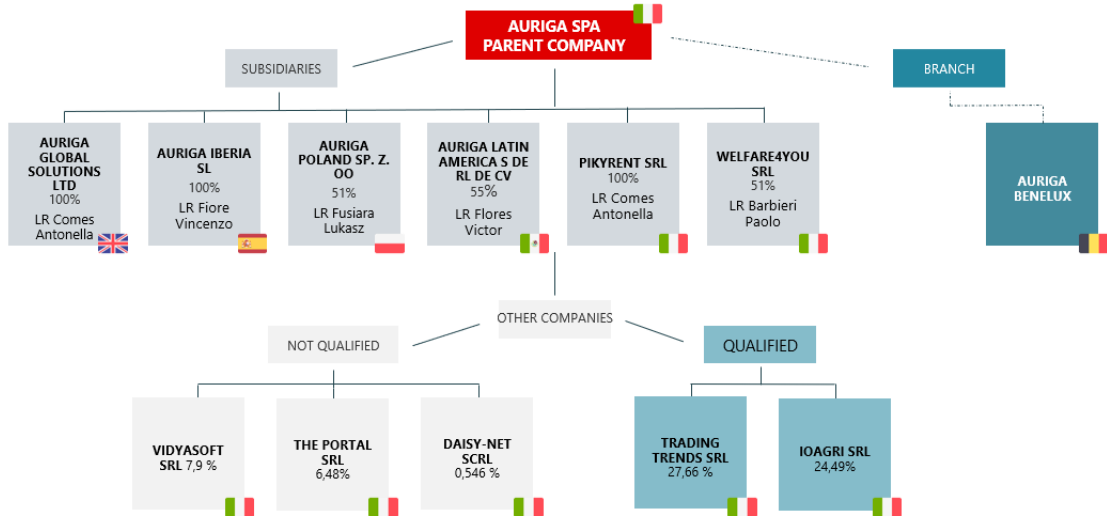 AURIGA SPA
PARENT COMPANY
SUBSIDIARIES
BRANCH
AURIGA
GLOBAL
SOLUTIONS
LTD
100%
LR Comes
Antonella
AURIGA IBERIA
SL
100%
LR Fiore
Vincenzo
AURIGA
POLAND SP. Z.
OO
51%
LR Fusiara
Lukasz
AURIGA LATIN
AMERICA S DE
RL DE CV
55%
LR Flores
Victor
PIKYRENT SRL
100%
LR Comes
Antonella
WELFARE4YOU
SRL
51%
LR Barbieri
Paolo
AURIGA
BENELUX
OTHER COMPANIES
NOT QUALIFIED
QUALIFIED
VIDYASOFT
SRL 7,9 %
THE PORTAL
SRL
6,48%
DAISY-NET
SCRL
0,546 %
TRADING
TRENDS SRL
27,66 %
IOAGRI SRL
24,49%